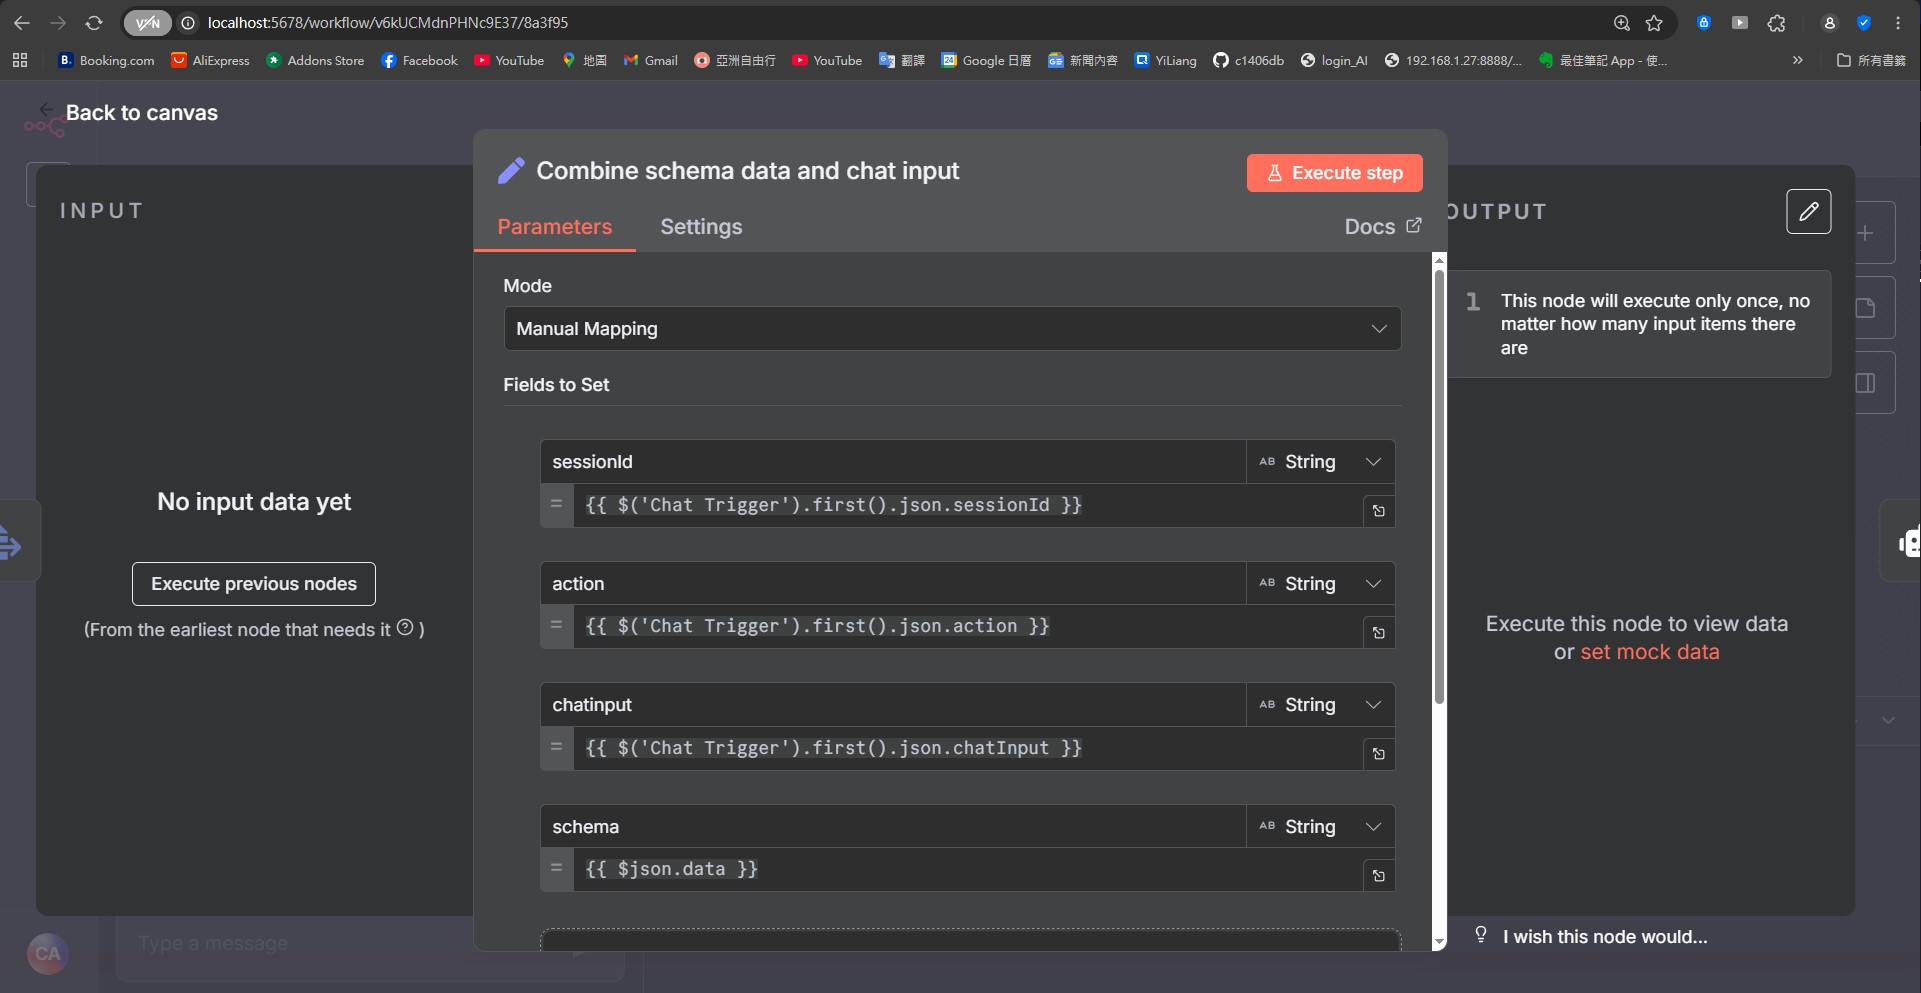 localhost:5678/workflow/v6kUCMdnPHNc9E37/8a3f95
Booking.com
AliExpress
Addons Store
Facebook
YouTube
地圖
Gmail
亞洲自由行
YouTube
翻譯
Google 日曆
新聞內容
YiLiang
c1406db
login_AI
192.168.1.27:8888/...
最佳筆記 App - 使...
»
所有書籤
Back to canvas
INPUT
No input data yet
Execute previous nodes
(From the earliest node that needs it ? )
Combine schema data and chat input
Execute step
Parameters
Settings
Docs
Mode
Manual Mapping
Fields to Set
sessionId
AB String
= {{ $('Chat Trigger').first().json.sessionId }}
action
AB String
= {{ $('Chat Trigger').first().json.action }}
chatinput
AB String
= {{ $('Chat Trigger').first().json.chatInput }}
schema
AB String
= {{ $json.data }}
OUTPUT
1 This node will execute only once, no
matter how many input items there
are
Execute this node to view data
or set mock data
I wish this node would...
CA
Type a message